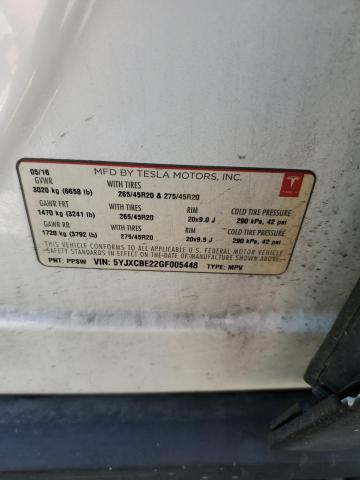 05/16 MFD BY TESLA MOTORS, INC.
GVWR WITH TIRES
3020 kg (6658 lb) 265/45R20 & 275/45R20
GAWR FRT WITH TIRES RIM COLD TIRE PRESSURE
1470 kg (3241 lb) 265/45R20 20x9.0 J 290 kPa, 42 psi
GAWR RR WITH TIRES RIM COLD TIRE PRESSURE
1720 kg (3792 lb) 275/45R20 20x9.5 J 290 kPa, 42 psi
THIS VEHICLE CONFORMS TO ALL APPLICABLE U.S. FEDERAL MOTOR VEHICLE
SAFETY STANDARDS IN EFFECT ON THE DATE OF MANUFACTURE SHOWN ABOVE.
PNT: PPSW VIN: 5YJXCBE22GF005448 TYPE: MPV
TESLA